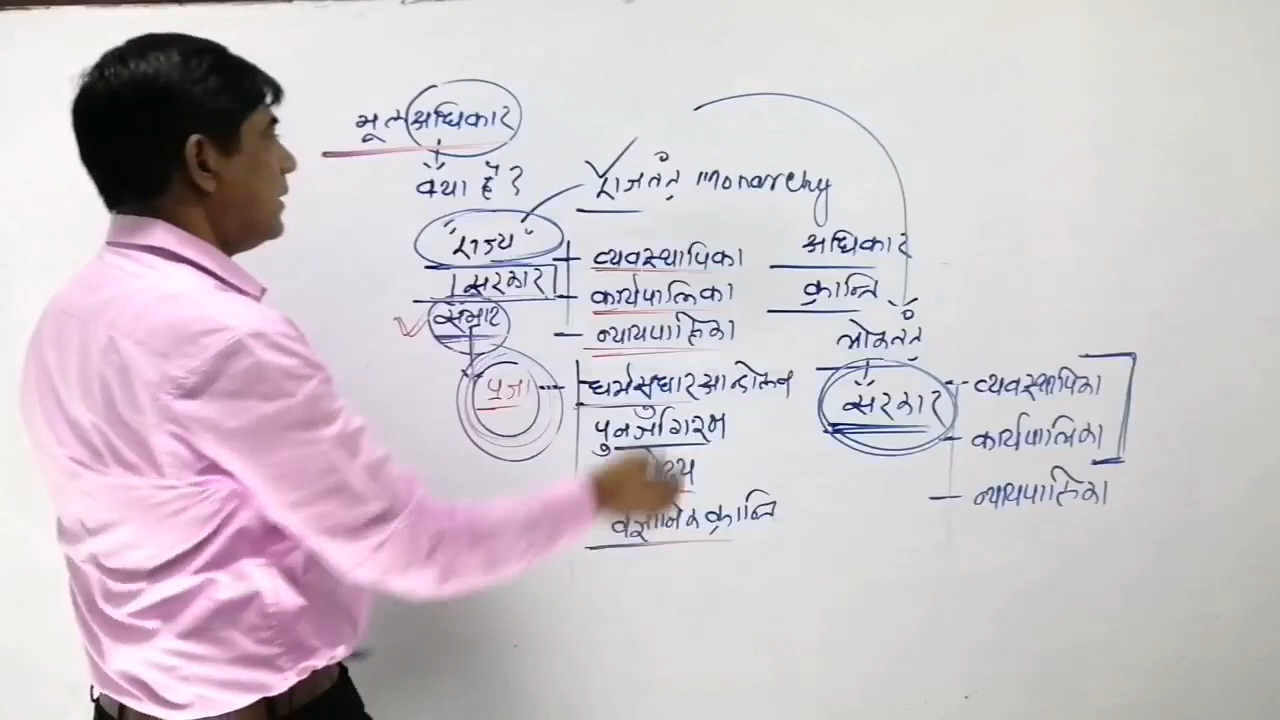 मूल अधिकार
क्या है ?
राजतंत्र Monarchy
"राज्य"
सरकार
सम्राट
प्रजा
व्यवस्थापिका
कार्यपालिका
न्यायपालिका
धर्मसुधार आन्दोलन
पुनर्जागरण
वैज्ञानिक क्रान्ति
अधिकार
क्रान्ति
लोकतंत्र
सरकार
व्यवस्थापिका
कार्यपालिका
न्यायपालिका